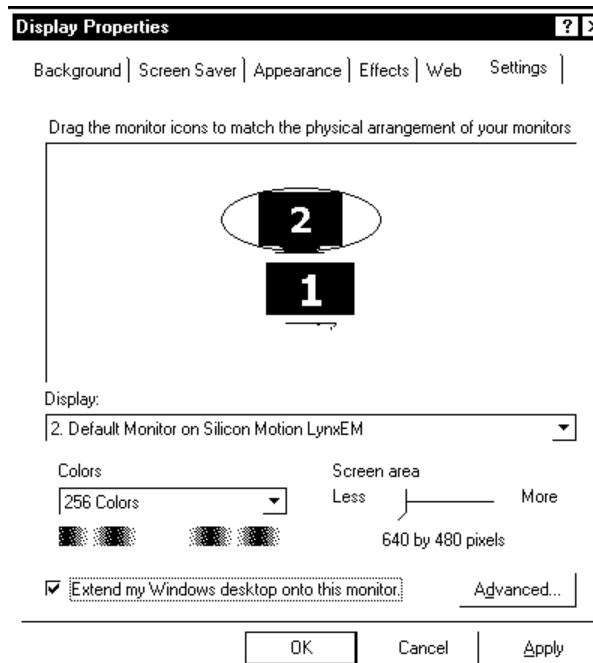 Display Properties ?
Background Screen Saver Appearance Effects Web Settings
Drag the monitor icons to match the physical arrangement of your monitors
2
1
Display:
2. Default Monitor on Silicon Motion LynxEM
Colors Screen area
256 Colors Less More
640 by 480 pixels
Extend my Windows desktop onto this monitor. Advanced...
OK Cancel Apply